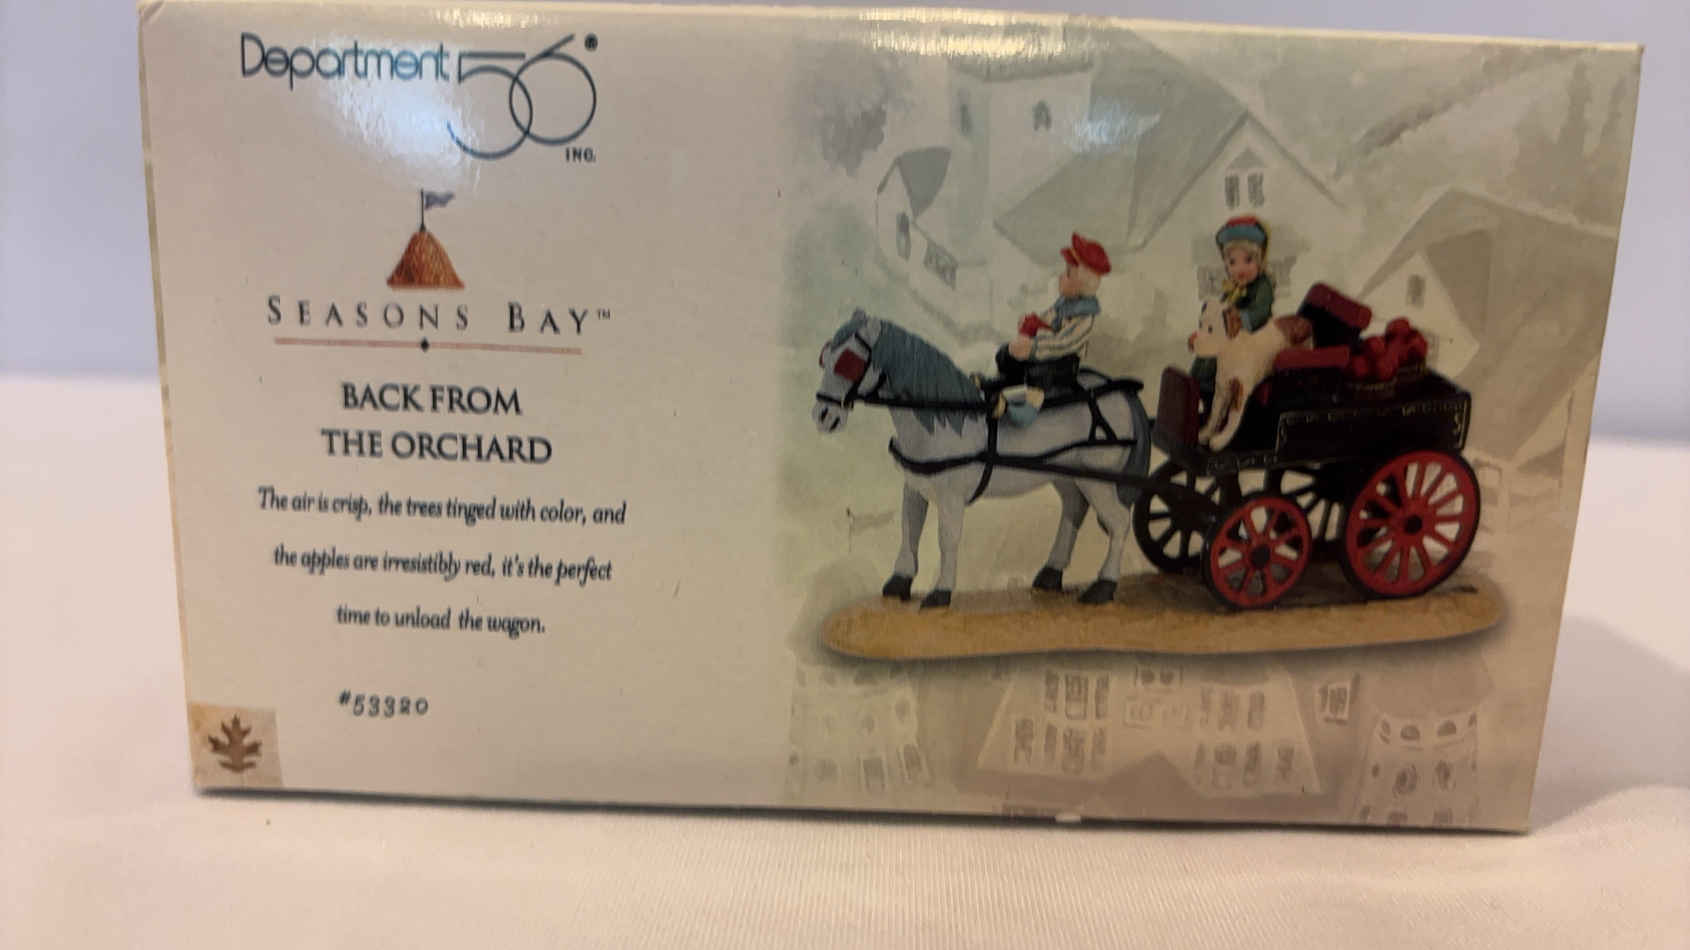 Department 56®
INC.
SEASONS BAY™
BACK FROM
THE ORCHARD
The air is crisp, the trees tinged with color, and
the apples are irresistibly red, it's the perfect
time to unload the wagon.
#53320